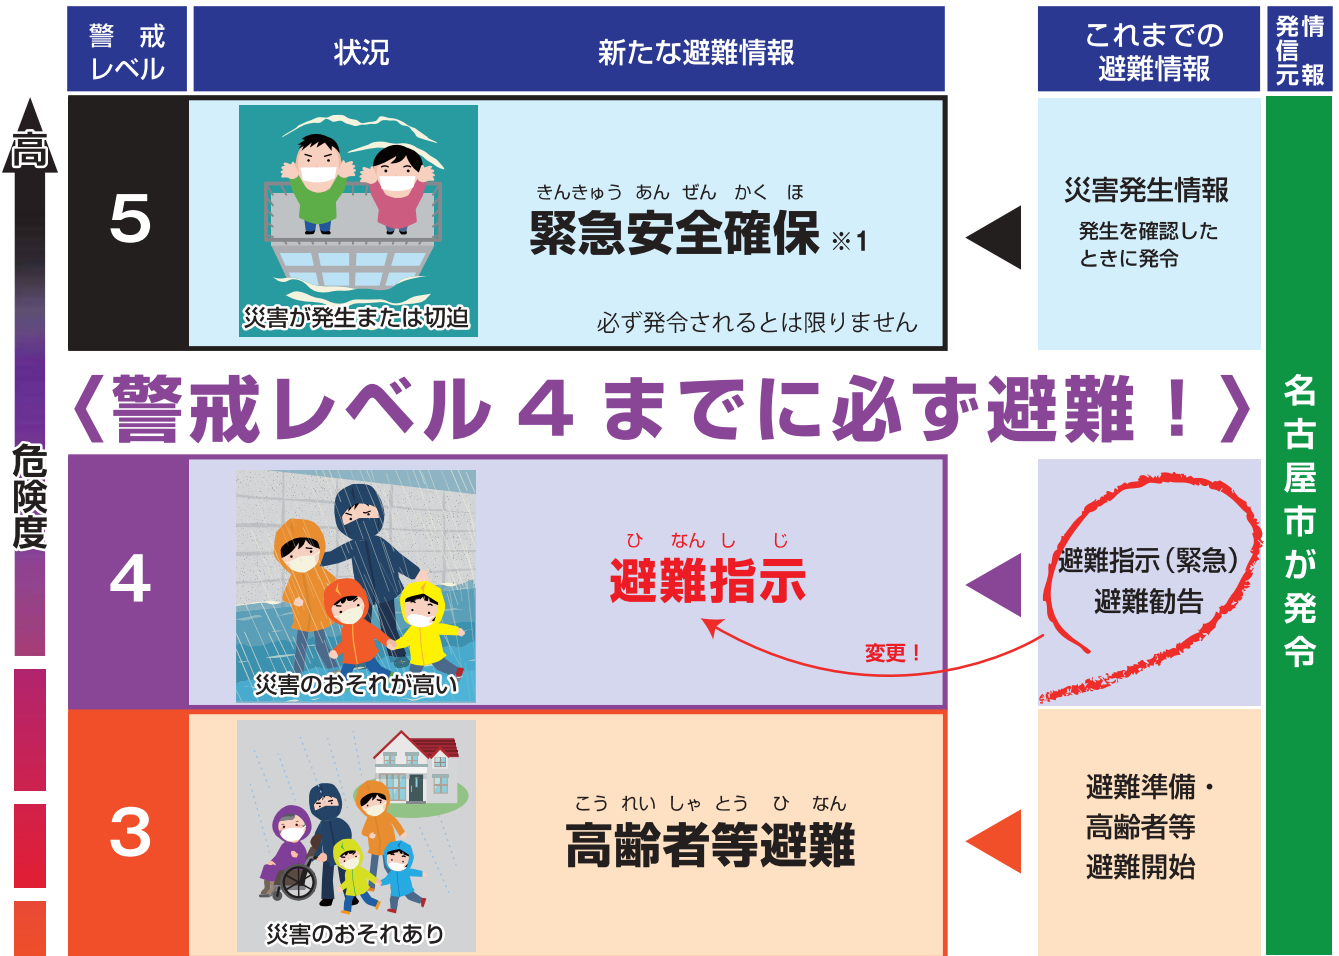 警戒
レベル
状況
新たな避難情報
これまでの
避難情報
情報
発信元
高
危険度
5
災害が発生または切迫
きんきゅう あん ぜん かく ほ
緊急安全確保 ※1
必ず発令されるとは限りません
災害発生情報
発生を確認した
ときに発令
〈警戒レベル4までに必ず避難！〉
4
災害のおそれが高い
ひ なん し じ
避難指示
変更！
避難指示（緊急）
避難勧告
3
災害のおそれあり
こう れい しゃ とう ひ なん
高齢者等避難
避難準備・
高齢者等
避難開始
名古屋市が発令